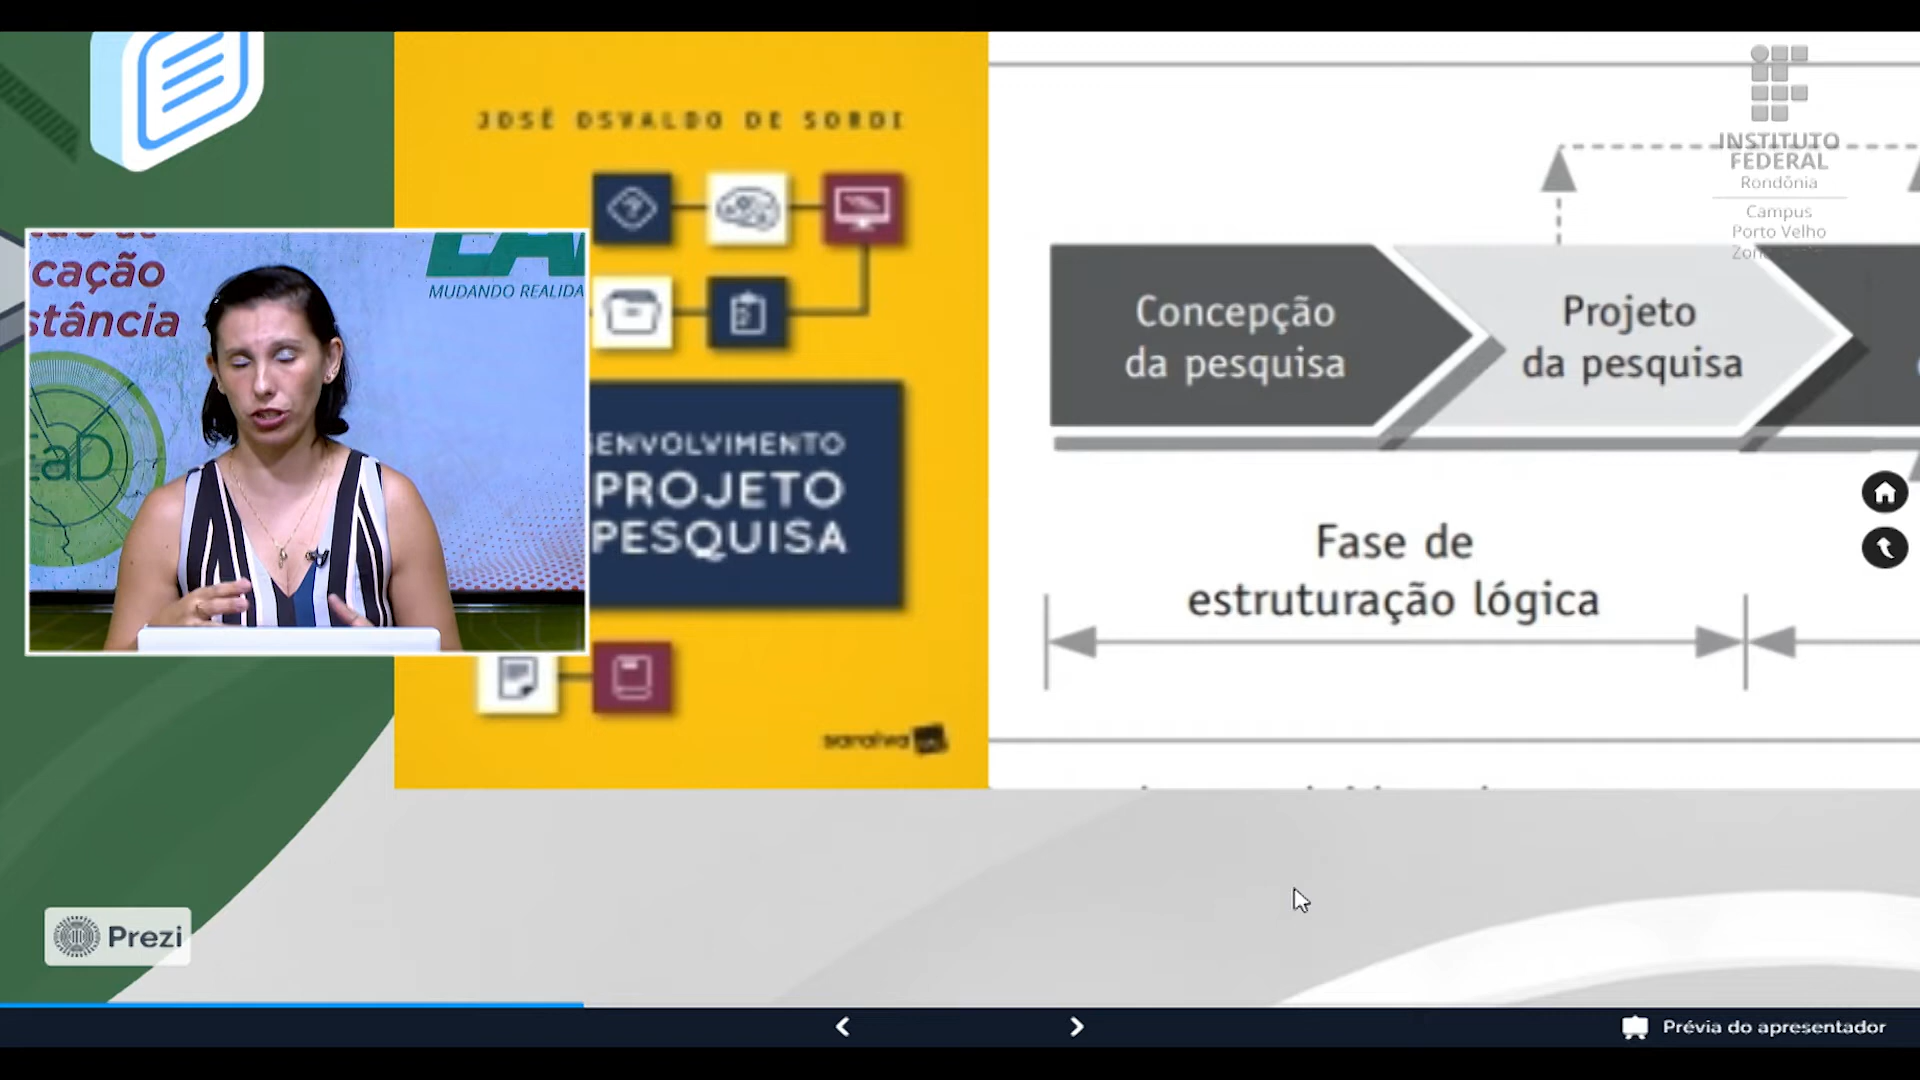 JOSÉ OSVALDO DE SORDI
ENVOLVIMENTO
PROJETO
PESQUISA
saraiva
cação
stância
EaD
MUDANDO REALIDA
INSTITUTO
FEDERAL
Rondônia
Campus
Porto Velho
Concepção
da pesquisa
Projeto
da pesquisa
Fase de
estruturação lógica
Prezi
Prévia do apresentador